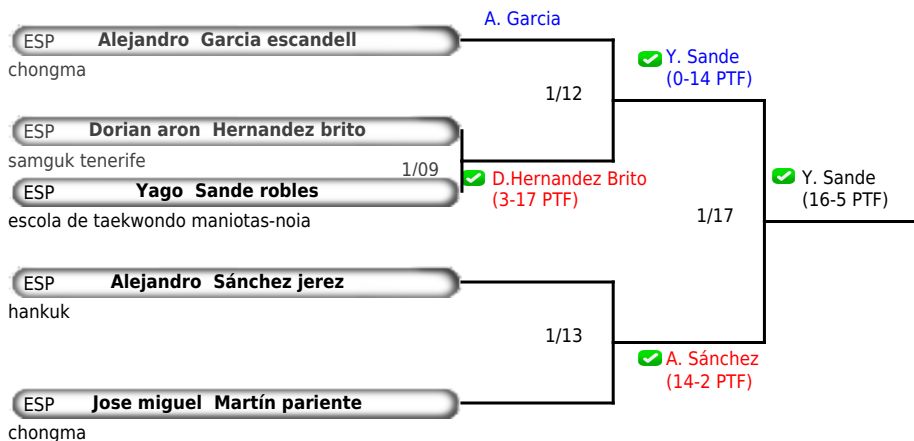 A. Garcia
ESP Alejandro Garcia escandell
chongma
Y. Sande
(0-14 PTF)
1/12
ESP Dorian aron Hernandez brito
samguk tenerife
1/09
D.Hernandez Brito
(3-17 PTF)
ESP Yago Sande robles
escola de taekwondo maniotas-noia
Y. Sande
(16-5 PTF)
1/17
ESP Alejandro Sánchez jerez
hankuk
1/13
A. Sánchez
(14-2 PTF)
ESP Jose miguel Martín pariente
chongma